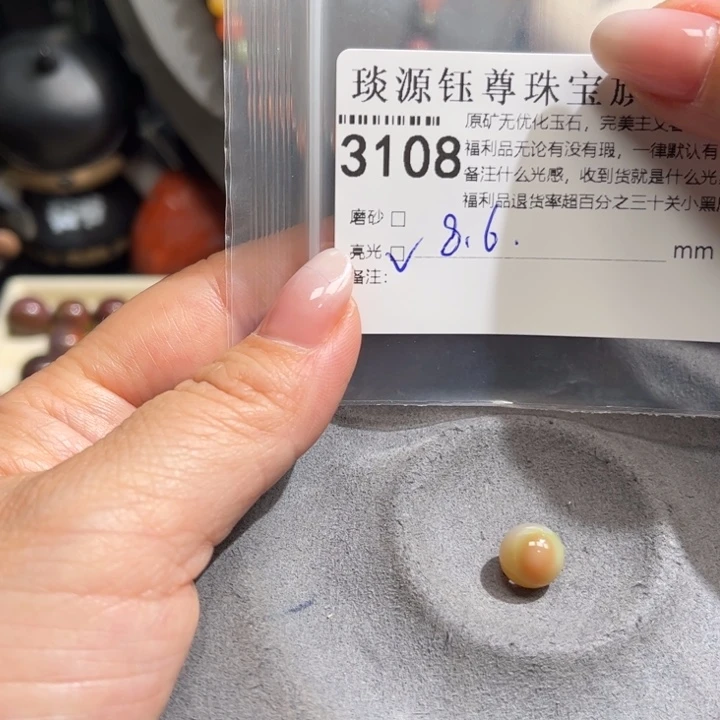 琰源钰尊珠宝旗
原矿无优化玉石，完美主义
3108
福利品无论有没有瑕，一律默认有
备注什么光感，收到货就是什么光
福利品退货率超百分之三十关小黑
磨砂 □
亮光 □ ✓ 8.6. mm
备注：